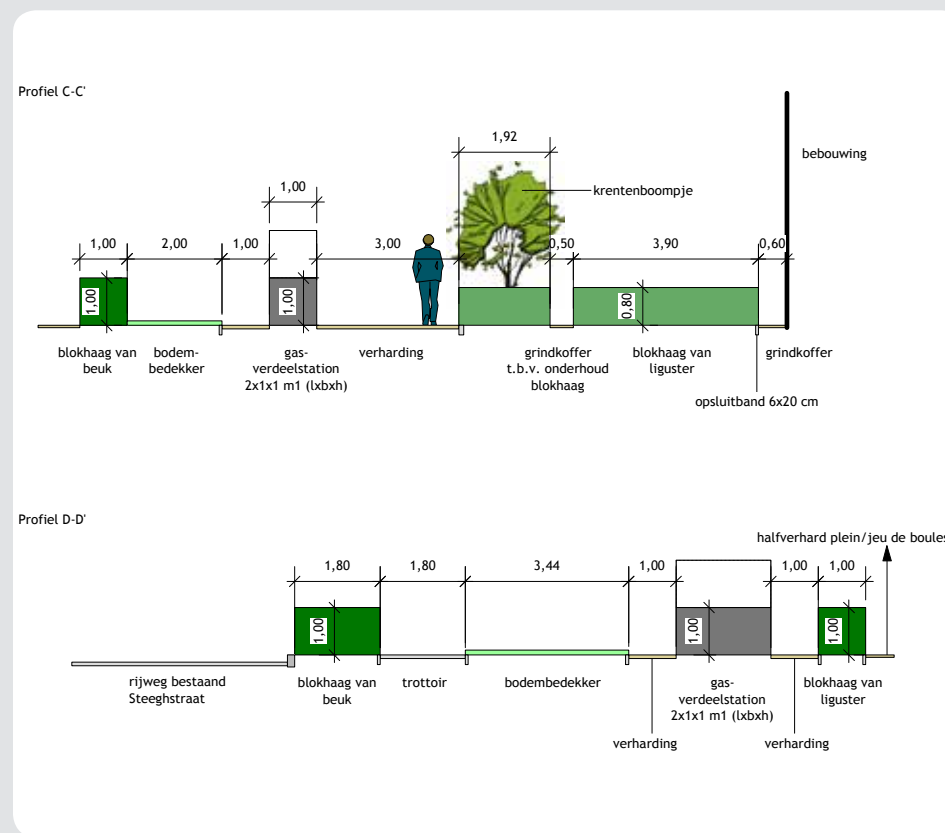 Profiel C-C'
1,92
bebouwing
krentenboompje
1,00
1,00
2,00
1,00
3,00
0,50
3,90
0,60
1,00
1,00
0,80
blokhaag van
beuk
bodem-
bedekker
gas-
verdeelstation
2x1x1 m1 (lxbxh)
verharding
grindkoffer
t.b.v. onderhoud
blokhaag
blokhaag van
liguster
grindkoffer
opsluitband 6x20 cm
Profiel D-D'
halfverhard plein/jeu de boules
1,80
1,80
3,44
1,00
1,00
1,00
1,00
1,00
1,00
rijweg bestaand
Steeghstraat
blokhaag van
beuk
trottoir
bodembedekker
gas-
verdeelstation
2x1x1 m1 (lxbxh)
blokhaag van
liguster
verharding
verharding